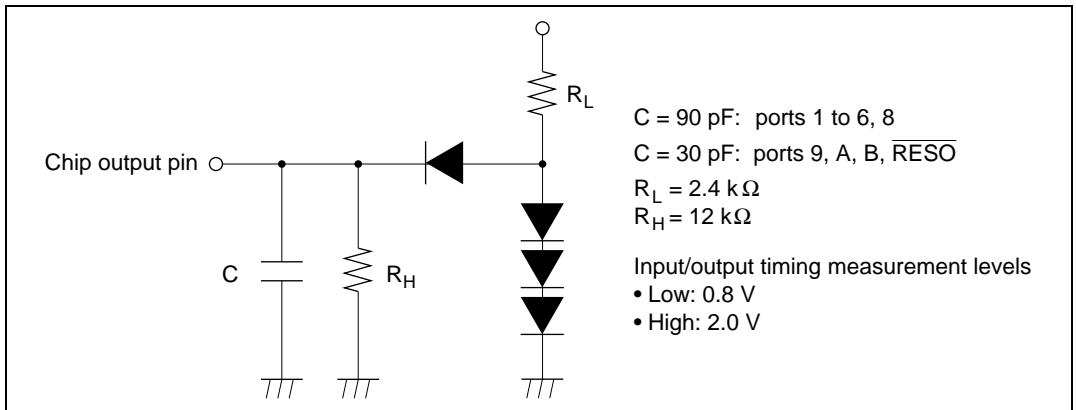 R_L
Chip output pin
C
R_H
C = 90 pF: ports 1 to 6, 8
C = 30 pF: ports 9, A, B, R̅E̅S̅O̅
R_L = 2.4 kΩ
R_H = 12 kΩ
Input/output timing measurement levels
• Low: 0.8 V
• High: 2.0 V